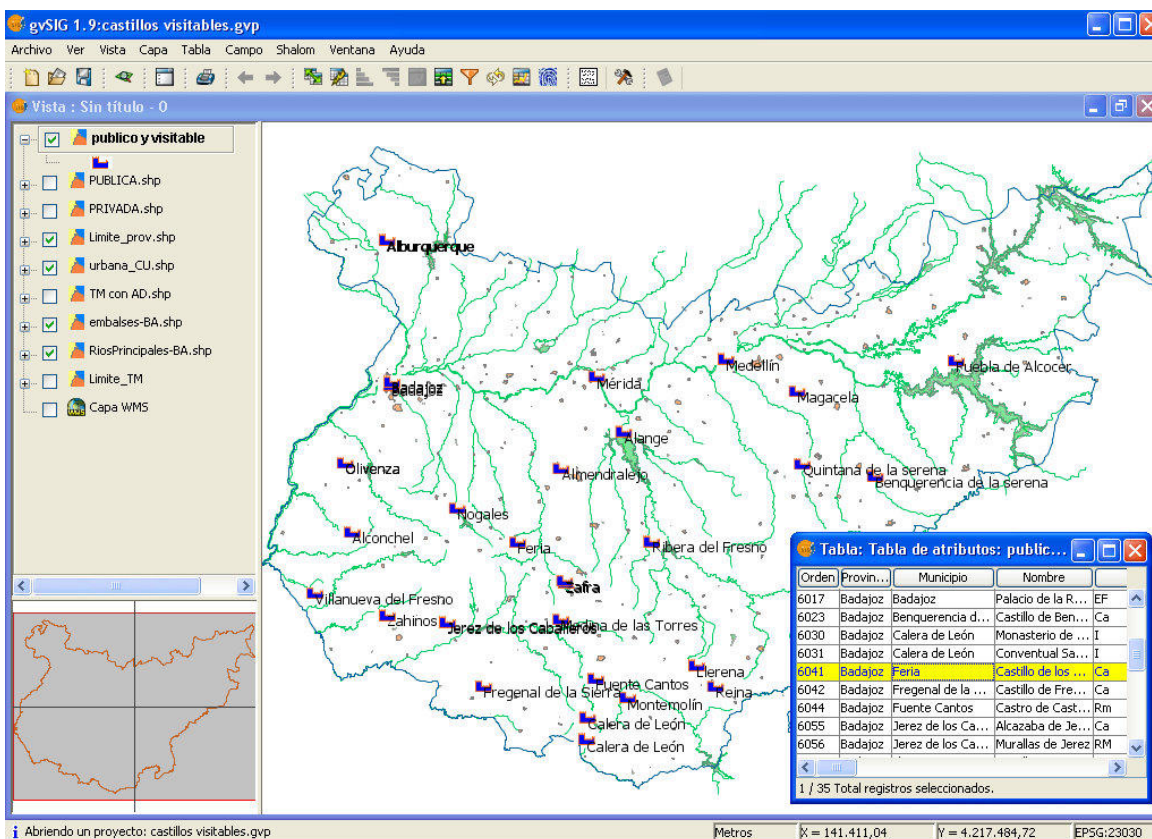 gvSIG 1.9:castillos visitables.gvp
Archivo Ver Vista Capa Tabla Campo Shalom Ventana Ayuda
Vista : Sin título - 0
publico y visitable
PUBLICA.shp
PRIVADA.shp
Limite_prov.shp
urbana_CU.shp
TM con AD.shp
embalses-BA.shp
RiosPrincipales-BA.shp
Limite_TM
Capa WMS
Alburquerque
Medellín
Puebla de Alcocer
Badajoz
Mérida
Magacela
Alange
Olivenza
Almendralejo
Quintana de la serena
Benquerencia de la serena
Nogales
Alconchel
Feria
Ribera del Fresno
Zafra
Villanueva del Fresno
Zahinos
Jerez de los Caballeros
Medina de las Torres
Llerena
Fregenal de la Sierra
Fuente Cantos
Reina
Montemolín
Calera de León
Calera de León
Tabla: Tabla de atributos: public...
Orden Provin... Municipio Nombre
6017 Badajoz Badajoz Palacio de la R... EF
6023 Badajoz Benquerencia d... Castillo de Ben... Ca
6030 Badajoz Calera de León Monasterio de ... I
6031 Badajoz Calera de León Conventual Sa... I
6041 Badajoz Feria Castillo de los ... Ca
6042 Badajoz Fregenal de la ... Castillo de Fre... Ca
6044 Badajoz Fuente Cantos Castro de Cast... Rm
6055 Badajoz Jerez de los Ca... Alcazaba de Je... Ca
6056 Badajoz Jerez de los Ca... Murallas de Jerez RM
1 / 35 Total registros seleccionados.
Abriendo un proyecto: castillos visitables.gvp
Metros X = 141.411,04 Y = 4.217.484,72 EPSG:23030